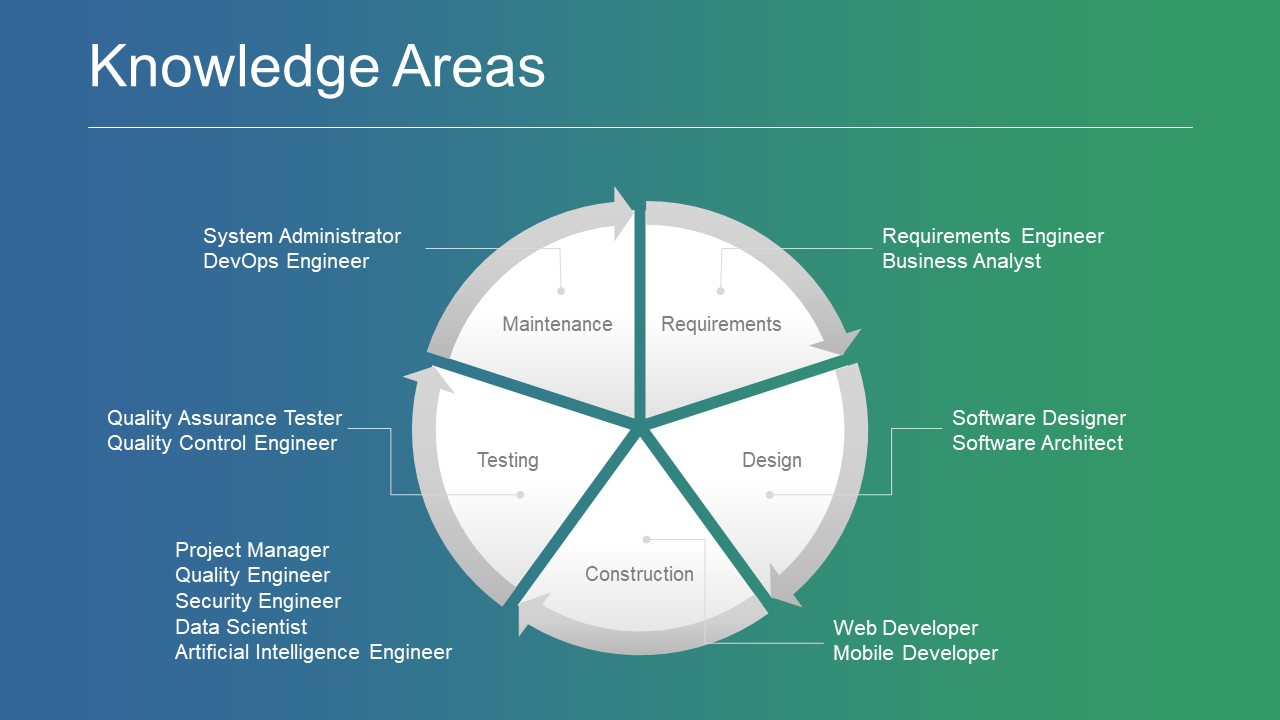 Knowledge Areas
System Administrator
DevOps Engineer
Requirements Engineer
Business Analyst
Maintenance
Requirements
Quality Assurance Tester
Quality Control Engineer
Software Designer
Software Architect
Testing
Design
Project Manager
Quality Engineer
Security Engineer
Data Scientist
Artificial Intelligence Engineer
Construction
Web Developer
Mobile Developer